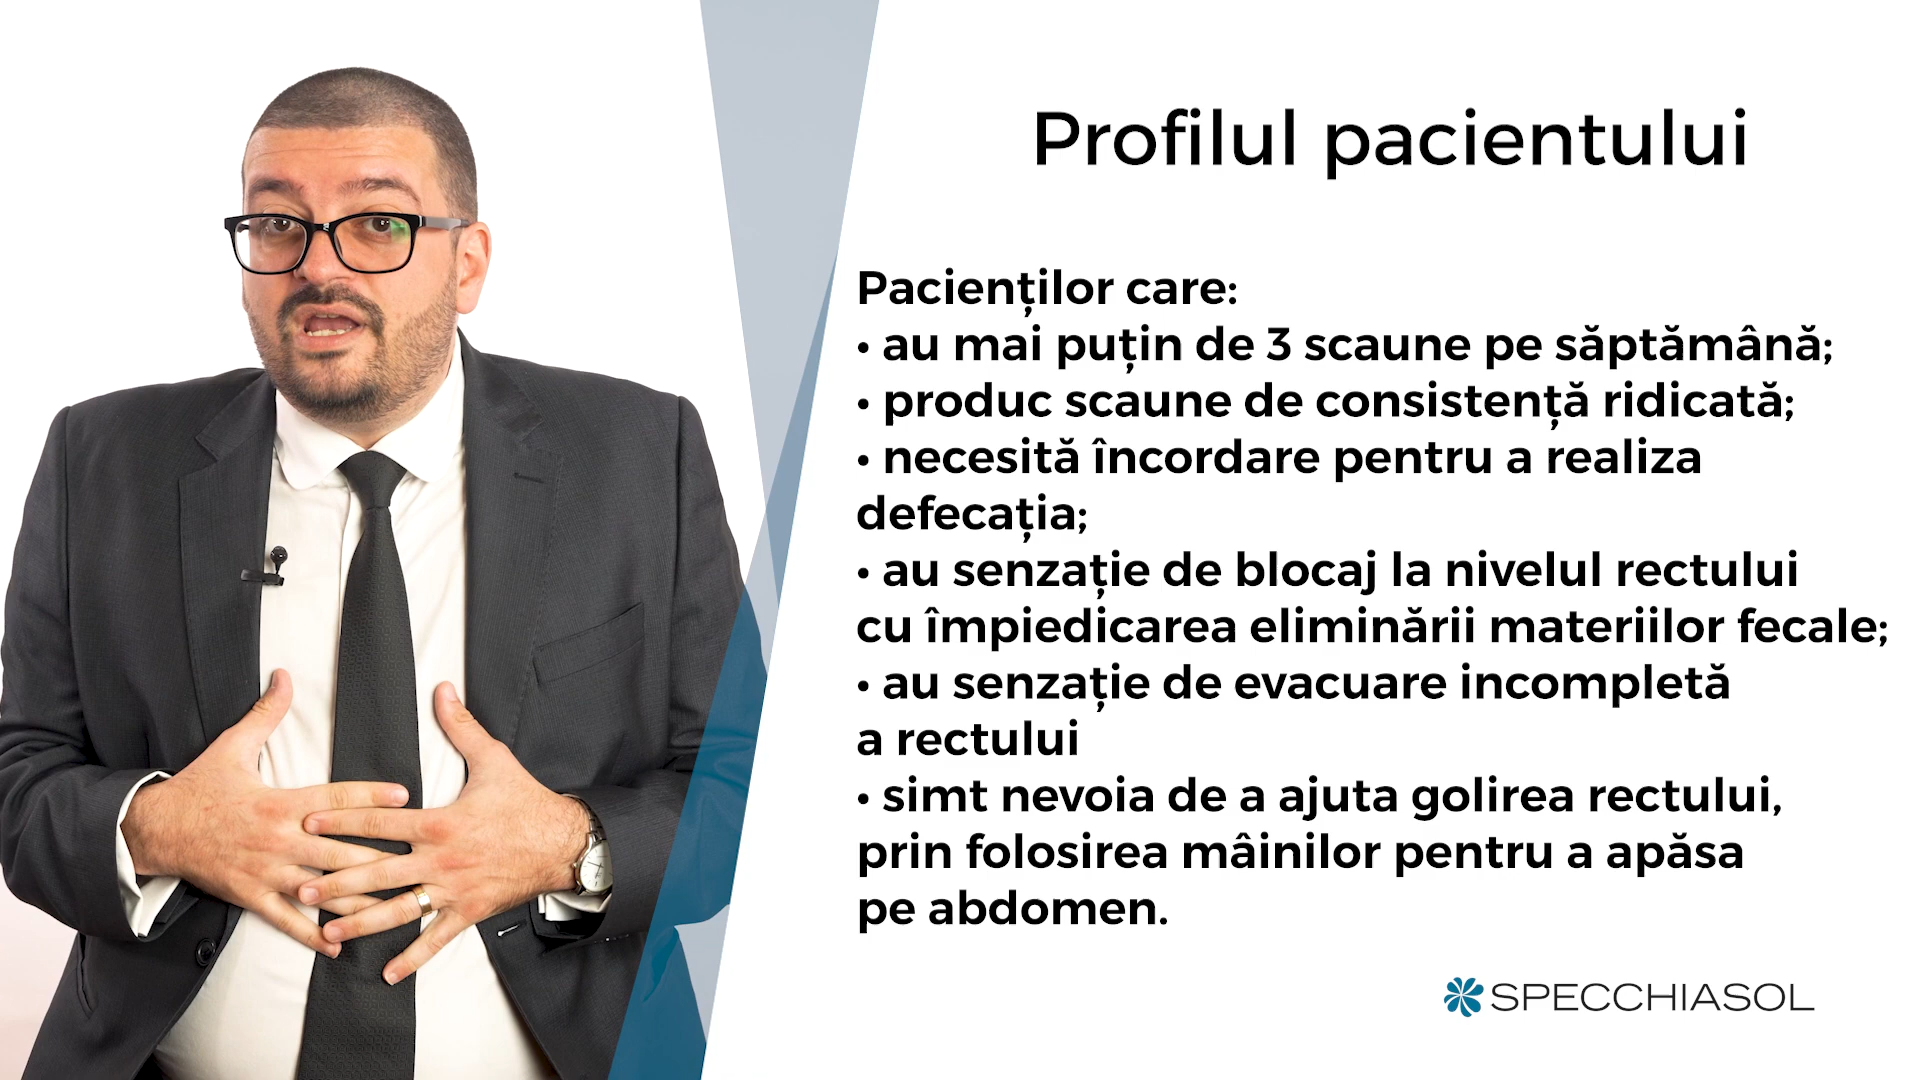 Profilul pacientului
Pacienților care:
• au mai puțin de 3 scaune pe săptămână;
• produc scaune de consistență ridicată;
• necesită încordare pentru a realiza
defecația;
• au senzație de blocaj la nivelul rectului
cu împiedicarea eliminării materiilor fecale;
• au senzație de evacuare incompletă
a rectului
• simt nevoia de a ajuta golirea rectului,
prin folosirea mâinilor pentru a apăsa
pe abdomen.
SPECCHIASOL